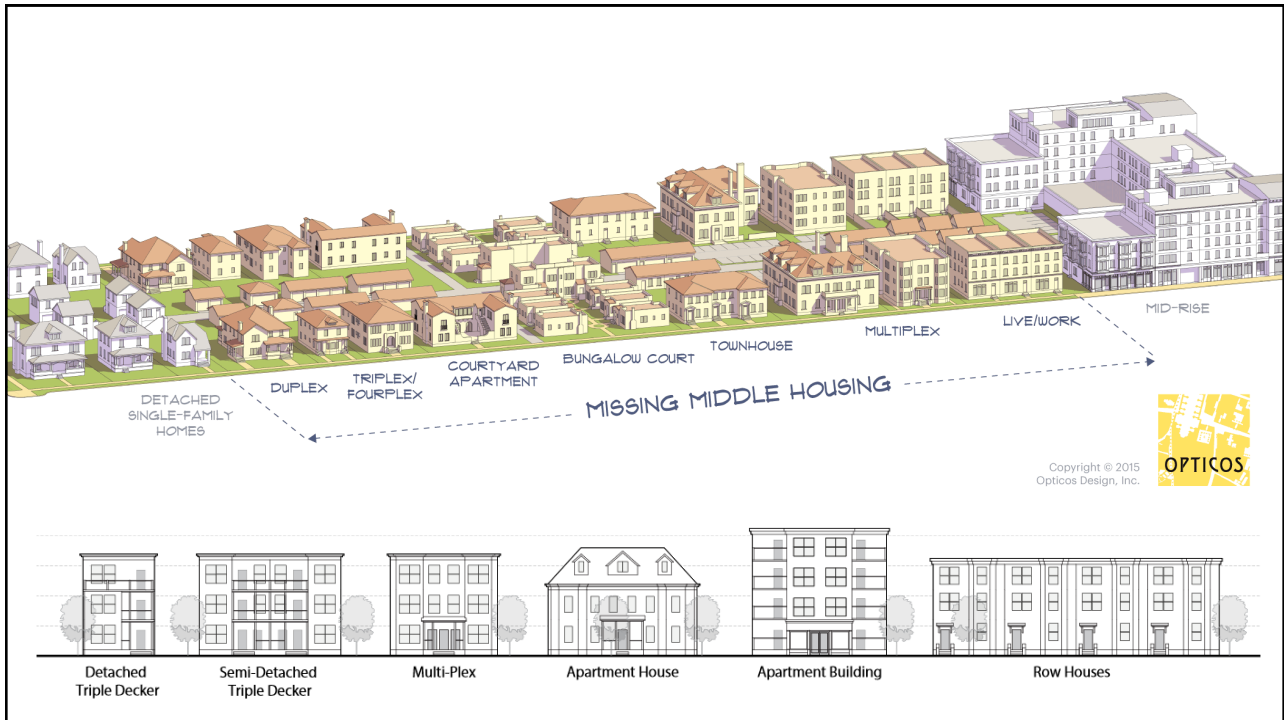 DETACHED
SINGLE-FAMILY
HOMES
DUPLEX
TRIPLEX/
FOURPLEX
COURTYARD
APARTMENT
BUNGALOW COURT
TOWNHOUSE
MULTIPLEX
LIVE/WORK
MID-RISE
MISSING MIDDLE HOUSING
Copyright © 2015
Opticos Design, Inc.
OPTICOS
Detached
Triple Decker
Semi-Detached
Triple Decker
Multi-Plex
Apartment House
Apartment Building
Row Houses